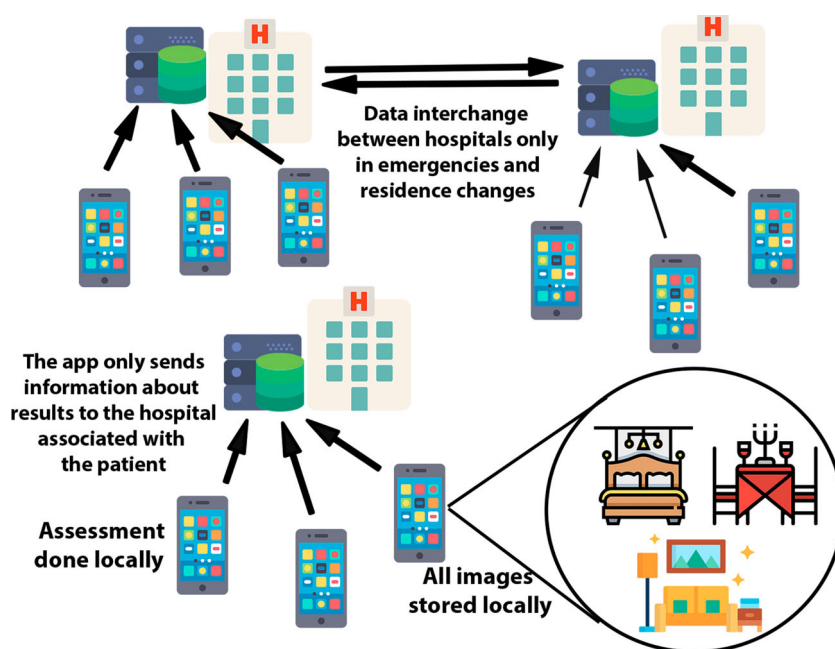 H
H
Data interchange
between hospitals only
in emergencies and
residence changes
H
The app only sends
information about
results to the hospital
associated with
the patient
Assessment
done locally
All images
stored locally